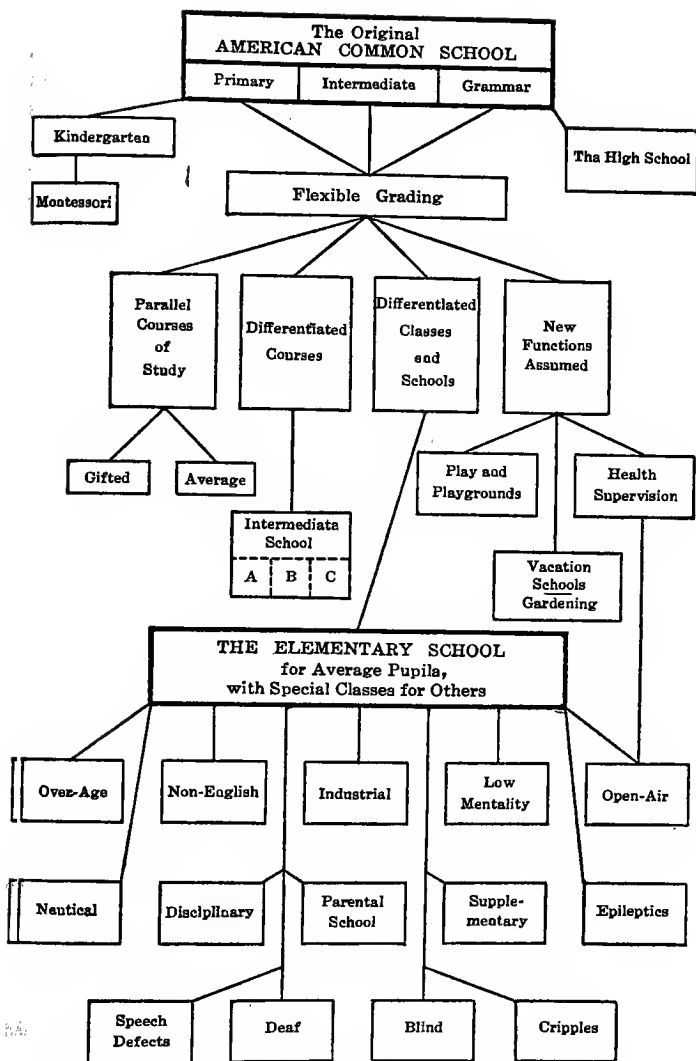 The Original
AMERICAN COMMON SCHOOL
Primary Intermediate Grammar
Kindergarten
Tha High School
Montessori
Flexible Grading
Parallel
Courses
of
Study
Differentiated
Courses
Differentiated
Classes
and
Schools
New
Functions
Assumed
Gifted
Average
Play and
Playgrounds
Health
Supervision
Intermediate
School
A B C
Vacation
Schools
Gardening
THE ELEMENTARY SCHOOL
for Average Pupils,
with Special Classes for Others
Over-Age
Non-English
Industrial
Low
Mentality
Open-Air
Nautical
Disciplinary
Parental
School
Supple-
mentary
Epileptics
Speech
Defects
Deaf
Blind
Cripples